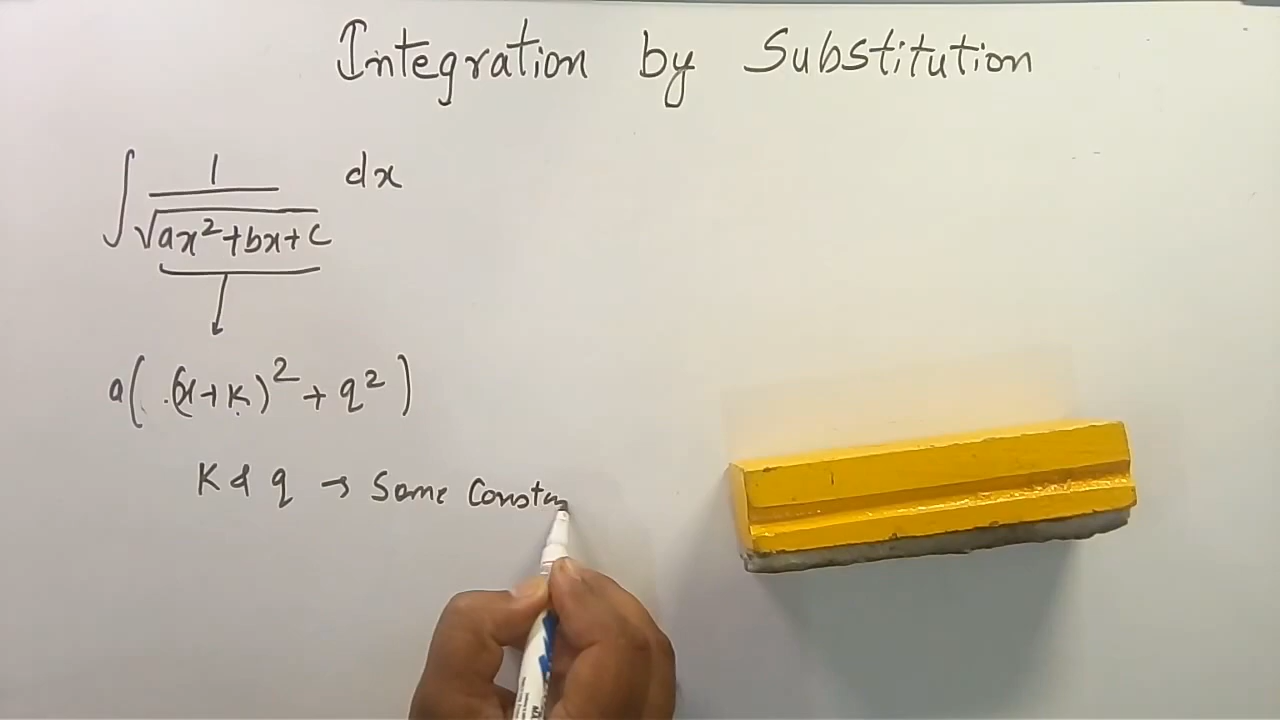 Integration by Substitution
∫ 1/√(ax²+bx+c) dx
a((x+k)²+q²)
K & q → Some Constan